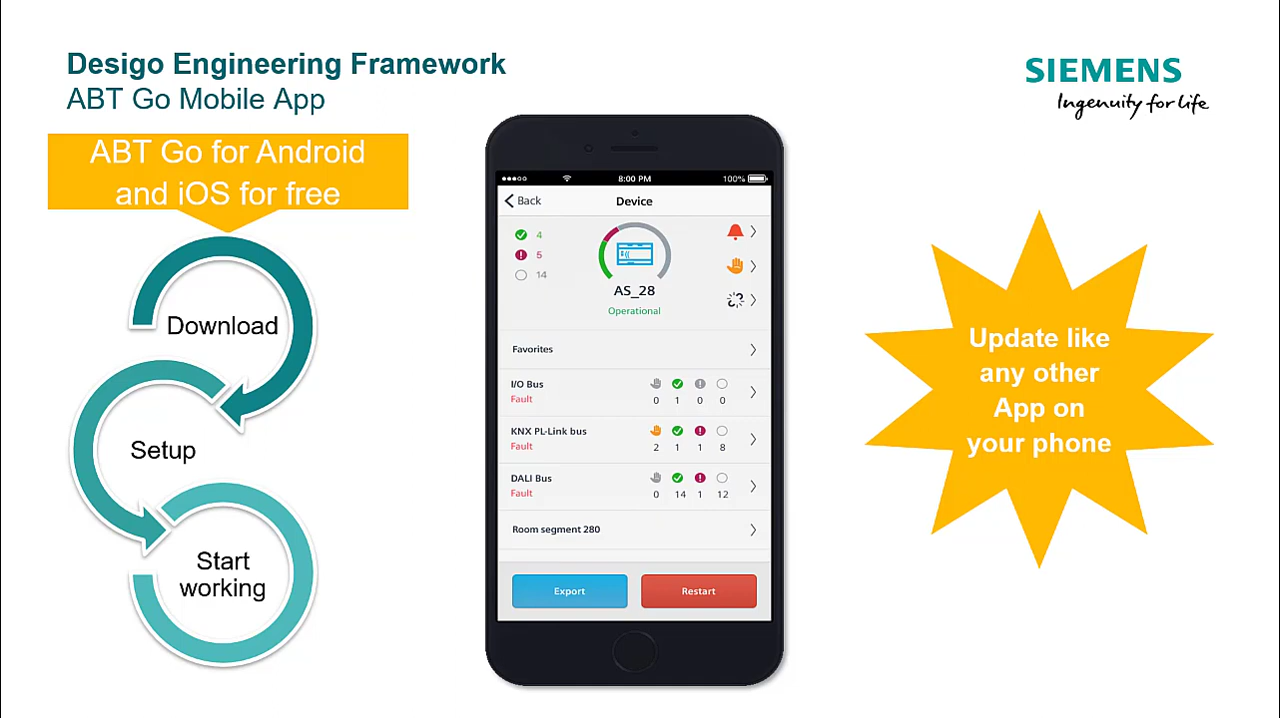 Desigo Engineering Framework
ABT Go Mobile App
SIEMENS
Ingenuity for life
ABT Go for Android
and iOS for free
Download
Setup
Start
working
8:00 PM
100%
Back
Device
4
5
14
AS_28
Operational
Favorites
I/O Bus
Fault
0 1 0 0
KNX PL-Link bus
Fault
2 1 1 8
DALI Bus
Fault
0 14 1 12
Room segment 280
Export
Restart
Update like
any other
App on
your phone